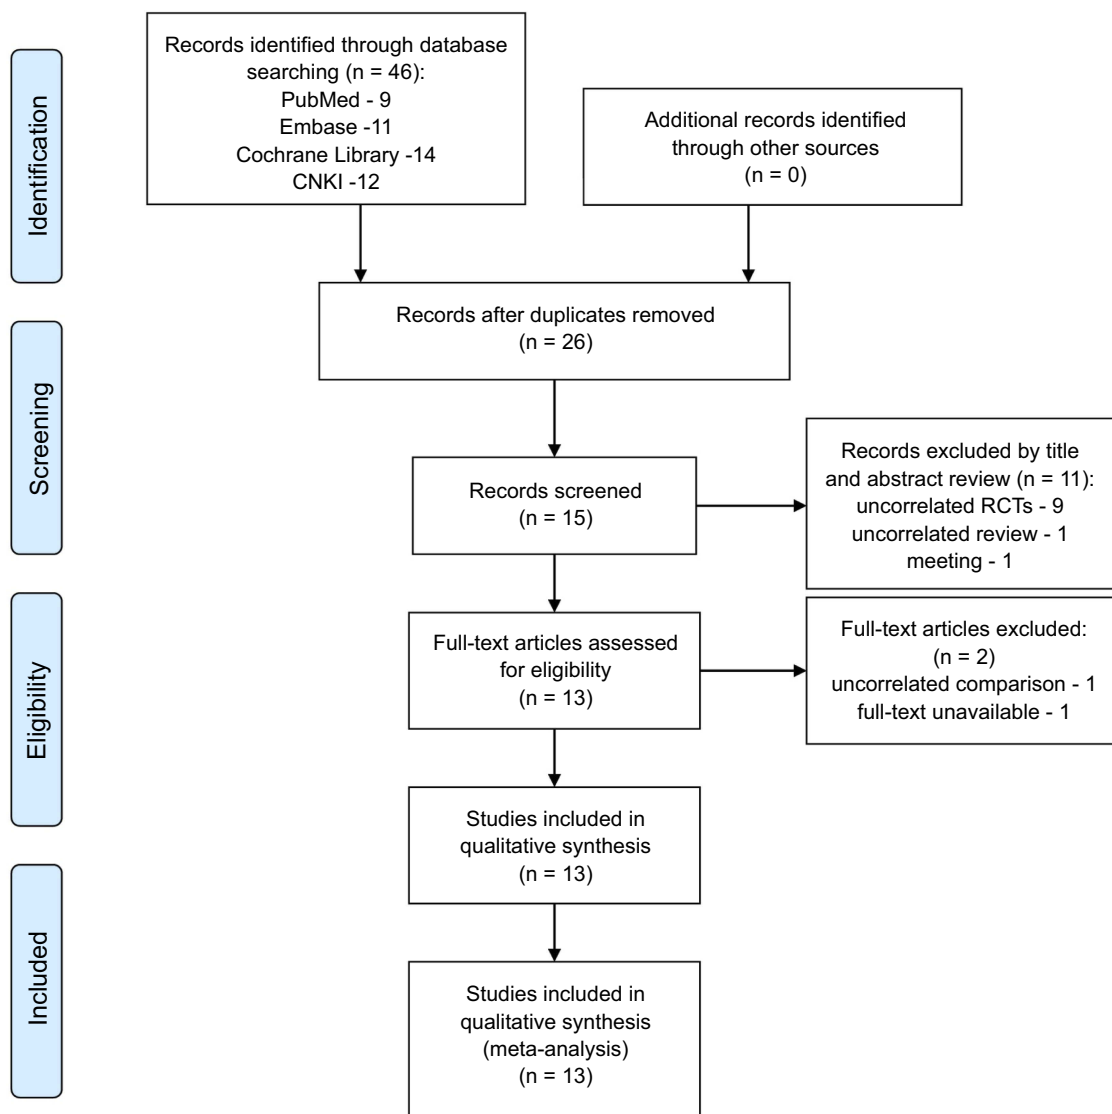 Identification
Records identified through database
searching (n = 46):
PubMed - 9
Embase -11
Cochrane Library -14
CNKI -12
Additional records identified
through other sources
(n = 0)
Records after duplicates removed
(n = 26)
Screening
Records screened
(n = 15)
Records excluded by title
and abstract review (n = 11):
uncorrelated RCTs - 9
uncorrelated review - 1
meeting - 1
Eligibility
Full-text articles assessed
for eligibility
(n = 13)
Full-text articles excluded:
(n = 2)
uncorrelated comparison - 1
full-text unavailable - 1
Studies included in
qualitative synthesis
(n = 13)
Included
Studies included in
qualitative synthesis
(meta-analysis)
(n = 13)